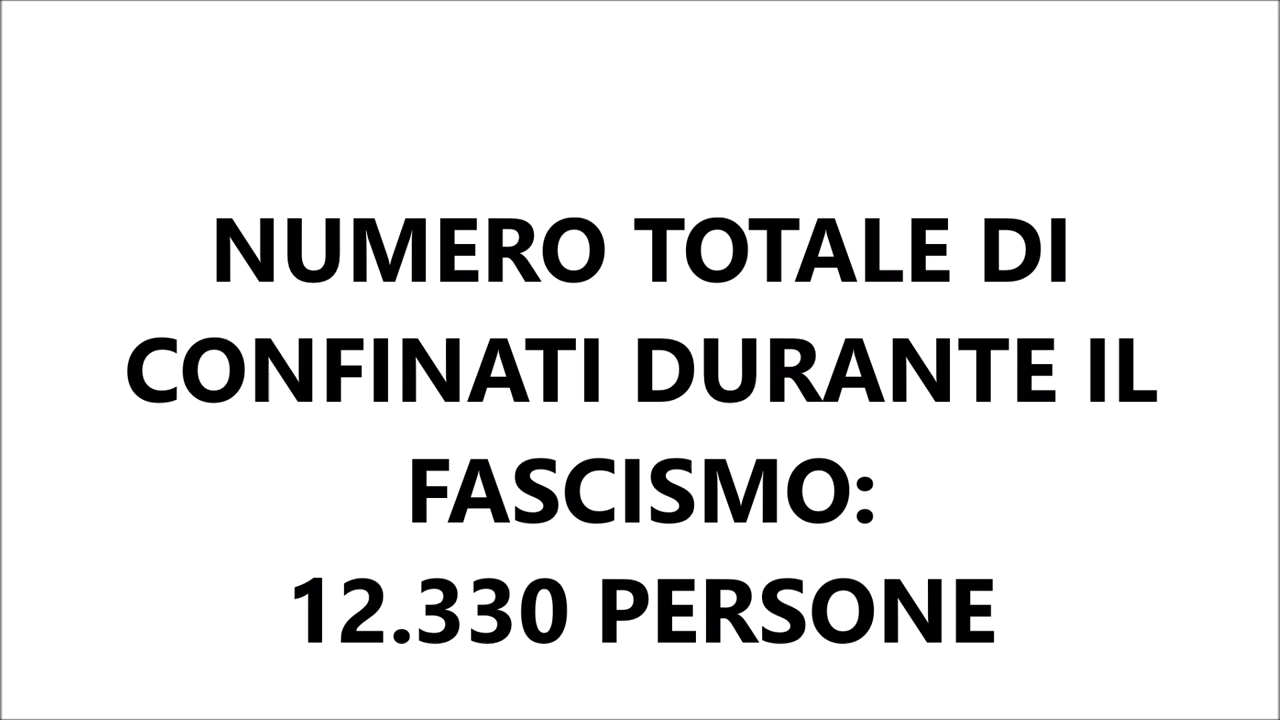 NUMERO TOTALE DI
CONFINATI DURANTE IL
FASCISMO:
12.330 PERSONE